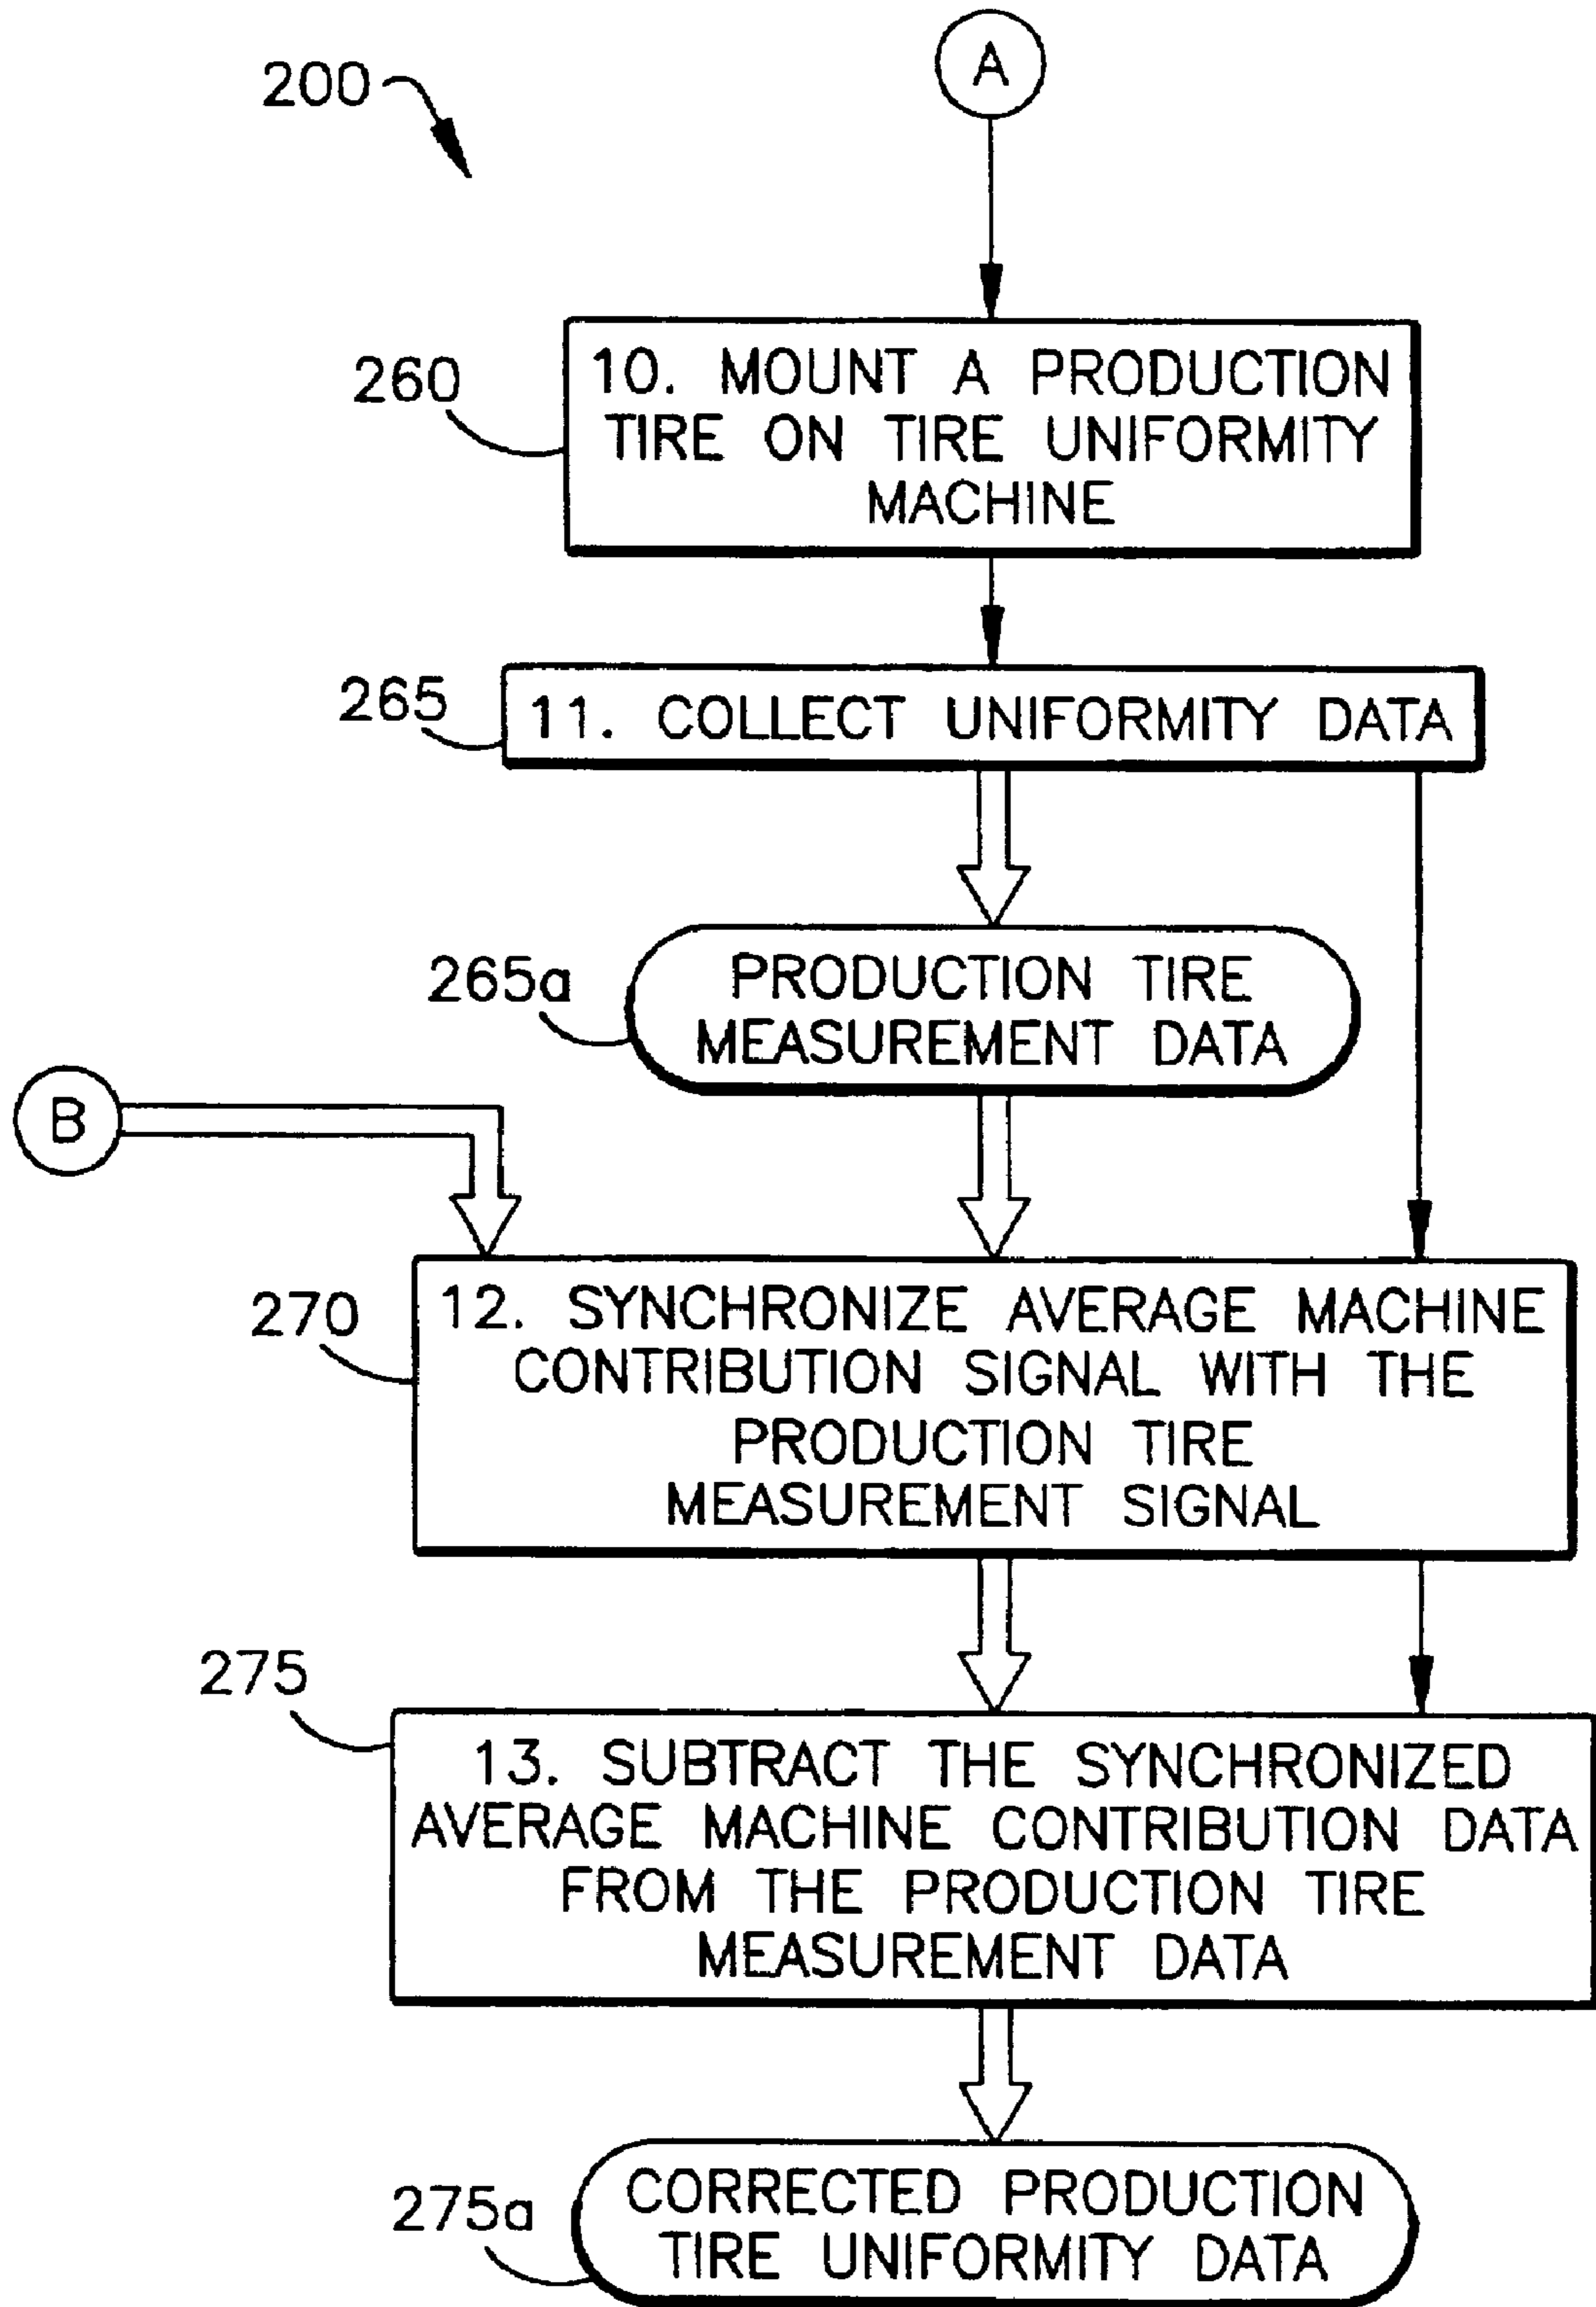 200
A
260
10. MOUNT A PRODUCTION
TIRE ON TIRE UNIFORMITY
MACHINE
265
11. COLLECT UNIFORMITY DATA
265a
PRODUCTION TIRE
MEASUREMENT DATA
B
270
12. SYNCHRONIZE AVERAGE MACHINE
CONTRIBUTION SIGNAL WITH THE
PRODUCTION TIRE
MEASUREMENT SIGNAL
275
13. SUBTRACT THE SYNCHRONIZED
AVERAGE MACHINE CONTRIBUTION DATA
FROM THE PRODUCTION TIRE
MEASUREMENT DATA
275a
CORRECTED PRODUCTION
TIRE UNIFORMITY DATA